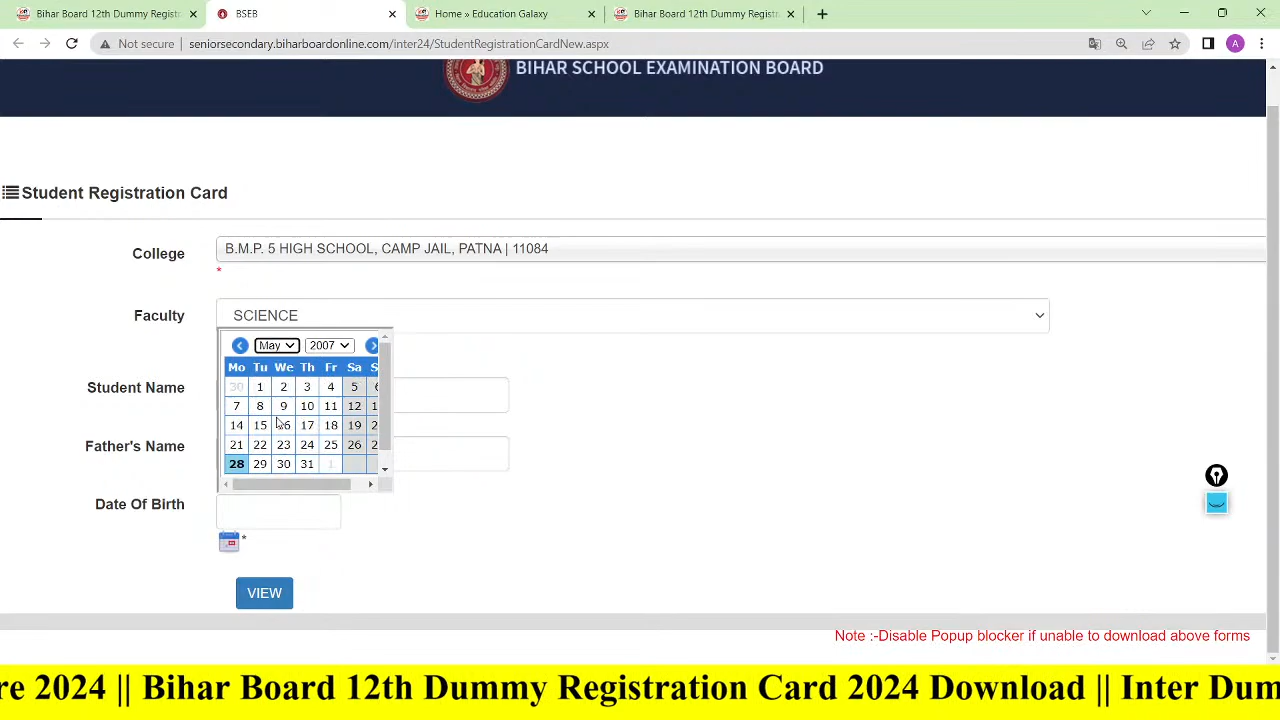 Bihar Board 12th Dummy Registr
BSEB
Home » Education Galaxy
Bihar Board 12th Dummy Registr
Not secure
seniorsecondary.biharboardonline.com/inter24/StudentRegistrationCardNew.aspx
A
BIHAR SCHOOL EXAMINATION BOARD
Student Registration Card
College
B.M.P. 5 HIGH SCHOOL, CAMP JAIL, PATNA | 11084
*
Faculty
SCIENCE
May 2007
Mo Tu We Th Fr Sa S
30 1 2 3 4 5 6
7 8 9 10 11 12 1
14 15 16 17 18 19 2
21 22 23 24 25 26 2
28 29 30 31 1
Student Name
Father's Name
Date Of Birth
*
VIEW
Note :-Disable Popup blocker if unable to download above forms
re 2024 || Bihar Board 12th Dummy Registration Card 2024 Download || Inter Dum